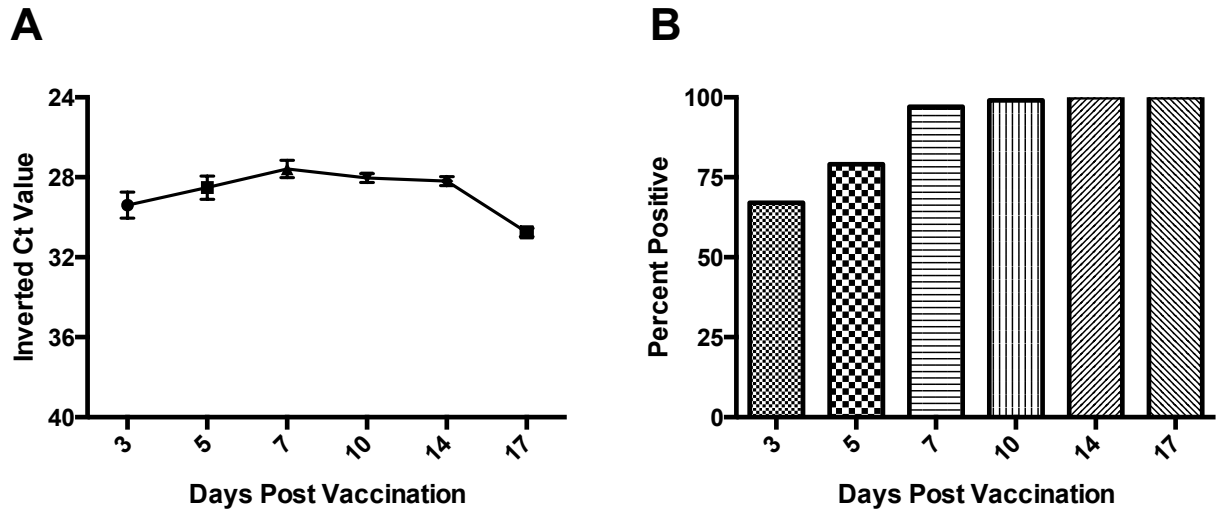 A
24
28
32
36
40
Inverted Ct Value
3 5 7 10 14 17
Days Post Vaccination
B
100
75
50
25
0
Percent Positive
3 5 7 10 14 17
Days Post Vaccination